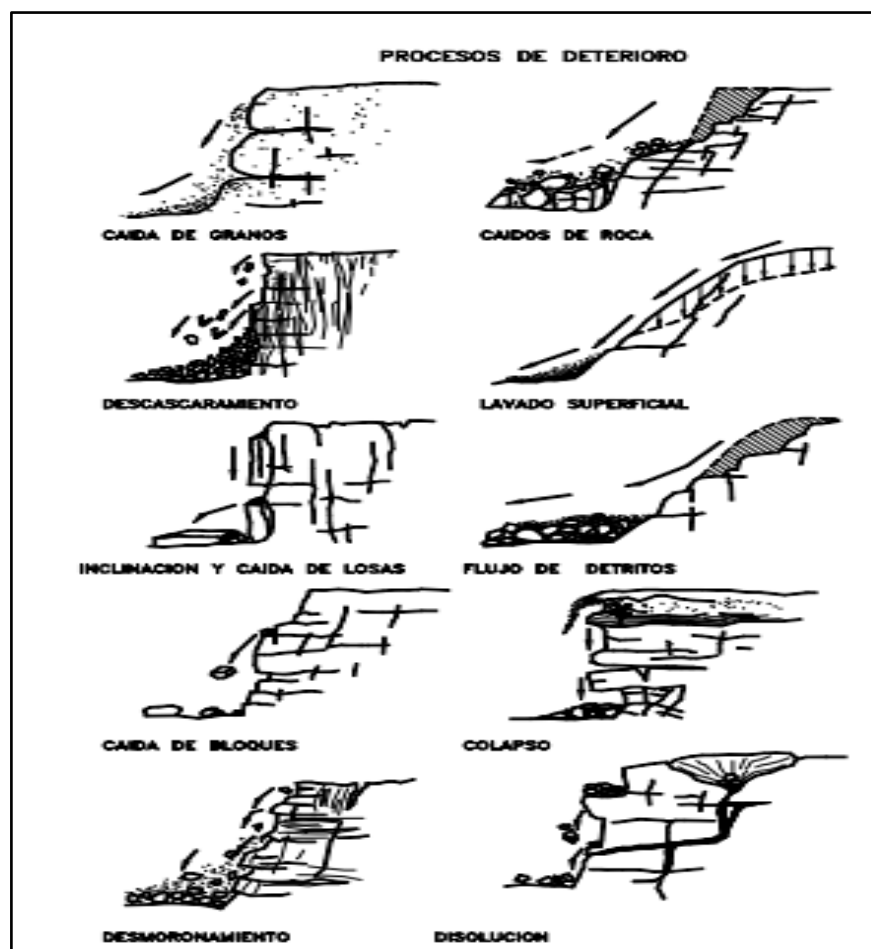 PROCESOS DE DETERIORO
CAIDA DE GRANOS
CAIDOS DE ROCA
DESCASCARAMIENTO
LAVADO SUPERFICIAL
INCLINACION Y CAIDA DE LOSAS
FLUJO DE DETRITOS
CAIDA DE BLOQUES
COLAPSO
DESMORONAMIENTO
DISOLUCION